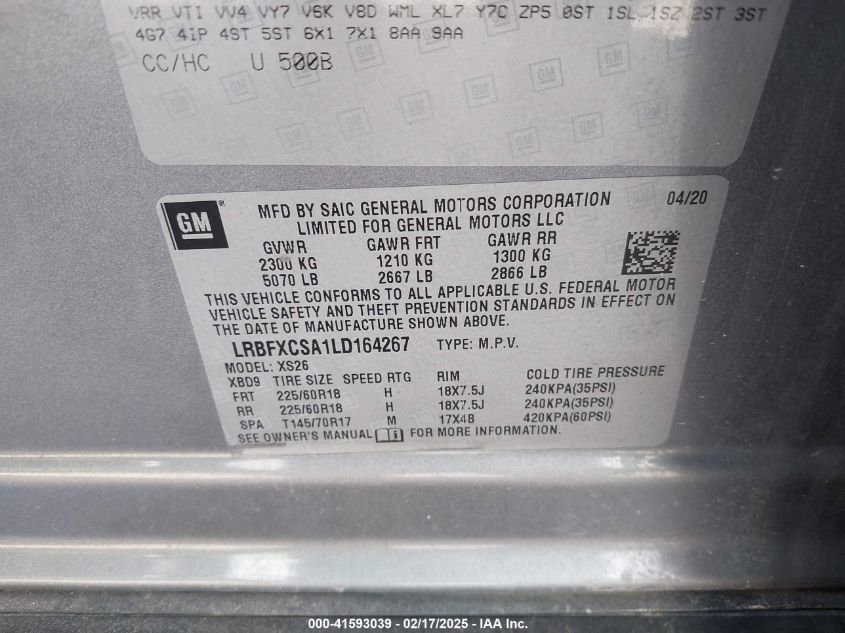 VRR VTI VV4 VY7 V6K V8D WML XL7 Y7C ZP5 0ST 1SL 1SZ 2ST 3ST
4G7 4iP 4ST 5ST 6X1 7X1 8AA 9AA
CC/HC U 500B
GM
MFD BY SAIC GENERAL MOTORS CORPORATION 04/20
LIMITED FOR GENERAL MOTORS LLC
GVWR GAWR FRT GAWR RR
2300 KG 1210 KG 1300 KG
5070 LB 2667 LB 2866 LB
THIS VEHICLE CONFORMS TO ALL APPLICABLE U.S. FEDERAL MOTOR
VEHICLE SAFETY AND THEFT PREVENTION STANDARDS IN EFFECT ON
THE DATE OF MANUFACTURE SHOWN ABOVE.
LRBFXCSA1LD164267 TYPE: M.P.V.
MODEL: XS26
XBD9 TIRE SIZE SPEED RTG RIM COLD TIRE PRESSURE
FRT 225/60R18 H 18X7.5J 240KPA(35PSI)
RR 225/60R18 H 18X7.5J 240KPA(35PSI)
SPA T145/70R17 M 17X4B 420KPA(60PSI)
SEE OWNER'S MANUAL FOR MORE INFORMATION.
000-41593039 - 02/17/2025 - IAA Inc.